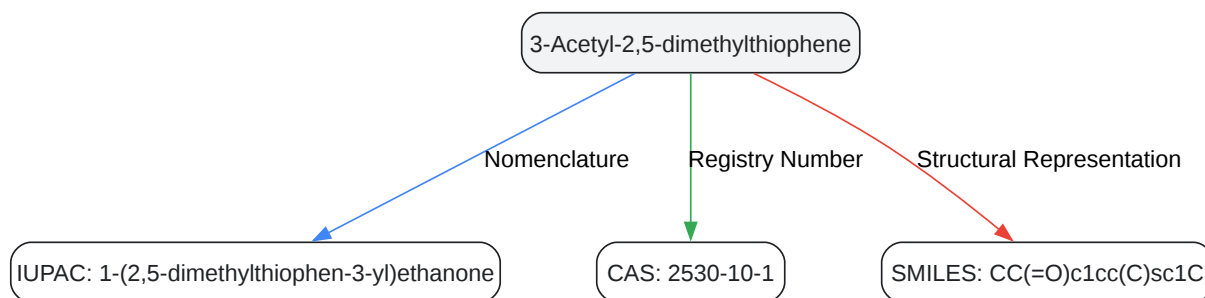 3-Acetyl-2,5-dimethylthiophene
Nomenclature
Registry Number
Structural Representation
IUPAC: 1-(2,5-dimethylthiophen-3-yl)ethanone
CAS: 2530-10-1
SMILES: CC(=O)c1cc(C)sc1C